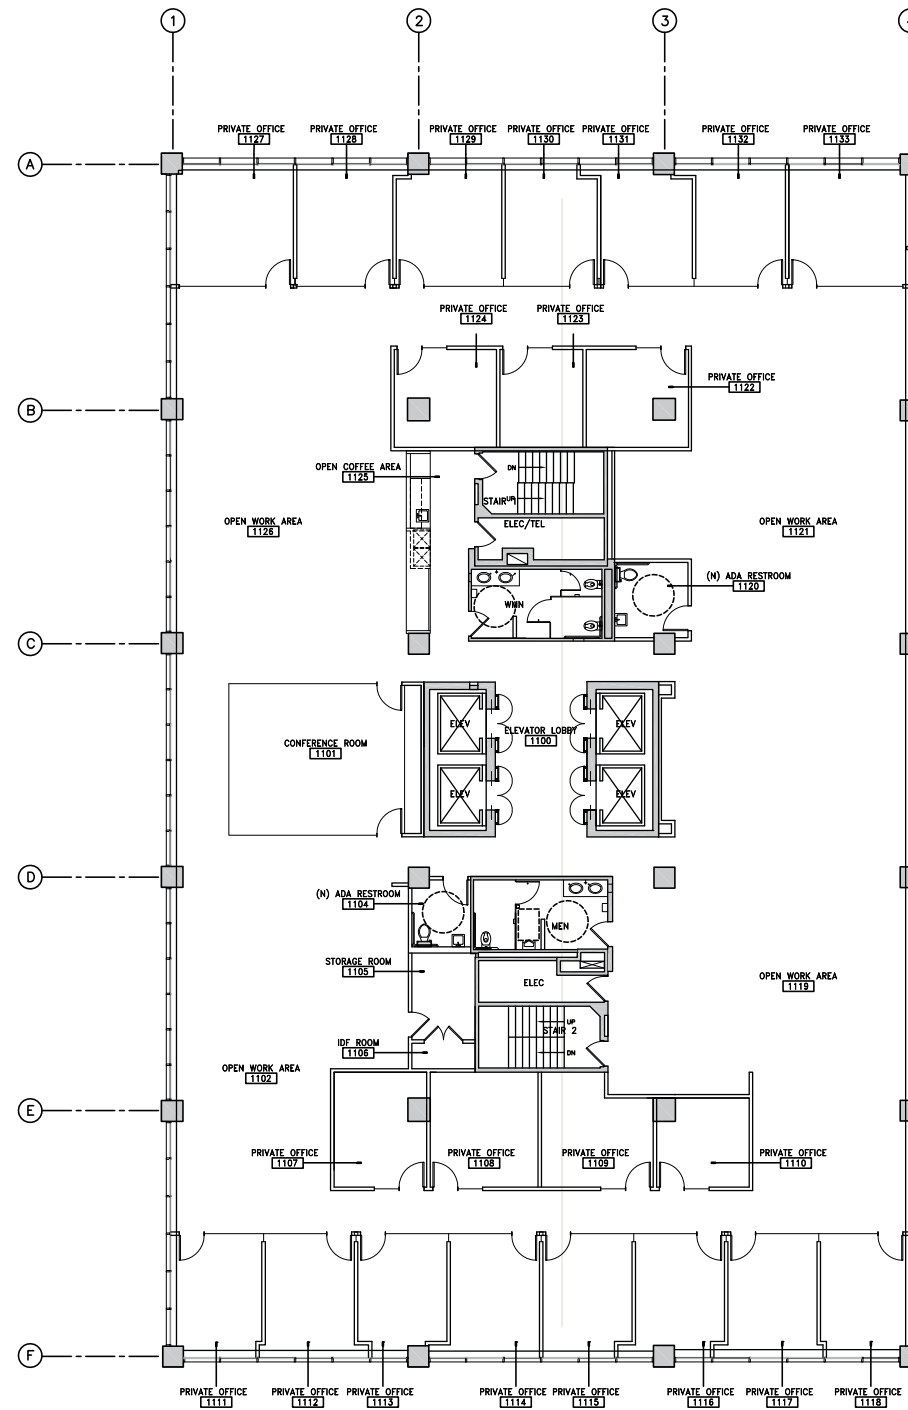 1
2
3
A
PRIVATE OFFICE
1127
PRIVATE OFFICE
1128
PRIVATE OFFICE
1129
PRIVATE OFFICE
1130
PRIVATE OFFICE
1131
PRIVATE OFFICE
1132
PRIVATE OFFICE
1133
PRIVATE OFFICE
1124
PRIVATE OFFICE
1123
PRIVATE OFFICE
1122
B
OPEN COFFEE AREA
1125
DN
STAIR 1
UP
ELEC/TEL
OPEN WORK AREA
1126
OPEN WORK AREA
1121
(N) ADA RESTROOM
1120
WMN
C
ELEV
ELEV
ELEVATOR LOBBY
1100
CONFERENCE ROOM
1101
ELEV
ELEV
D
(N) ADA RESTROOM
1104
MEN
STORAGE ROOM
1105
ELEC
OPEN WORK AREA
1119
UP
STAIR 2
DN
IDF ROOM
1106
OPEN WORK AREA
1102
E
PRIVATE OFFICE
1107
PRIVATE OFFICE
1108
PRIVATE OFFICE
1109
PRIVATE OFFICE
1110
F
PRIVATE OFFICE
1111
PRIVATE OFFICE
1112
PRIVATE OFFICE
1113
PRIVATE OFFICE
1114
PRIVATE OFFICE
1115
PRIVATE OFFICE
1116
PRIVATE OFFICE
1117
PRIVATE OFFICE
1118